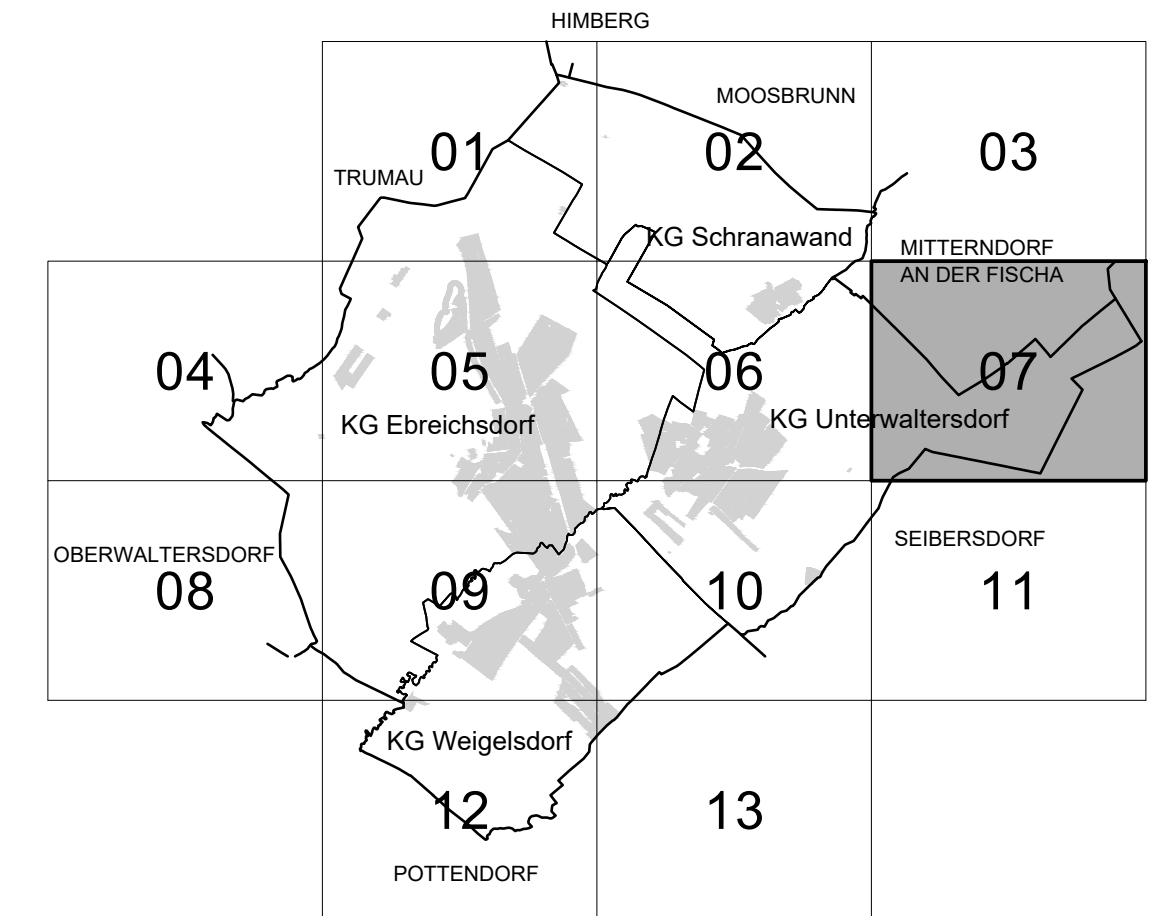 HIMBERG
MOOSBRUNN
01
02
03
TRUMAU
KG Schranawand
MITTERNDORF
AN DER FISCHA
04
05
06
07
KG Ebreichsdorf
KG Unterwaltersdorf
SEIBERSDORF
OBERWALTERSDORF
08
09
10
11
KG Weigelsdorf
12
13
POTTENDORF